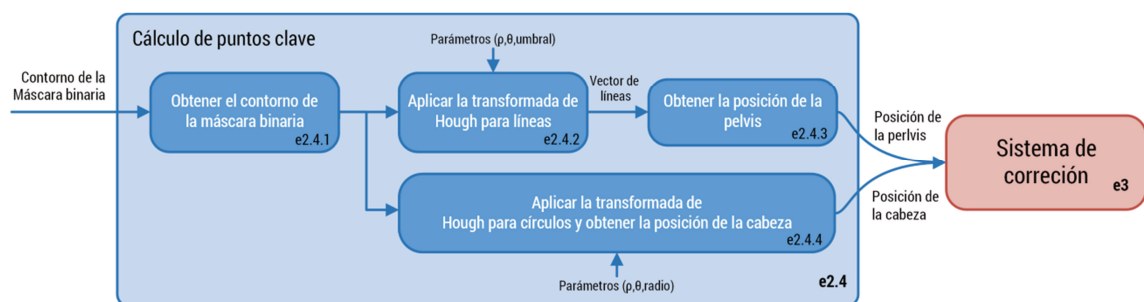 Cálculo de puntos clave
Parámetros (ρ,θ,umbral)
Contorno de la
Máscara binaria
Obtener el contorno de
la máscara binaria
e2.4.1
Aplicar la transformada de
Hough para líneas
e2.4.2
Vector de
líneas
Obtener la posición de la
pelvis
e2.4.3
Posición de
la perlvis
Sistema de
correción
e3
Aplicar la transformada de
Hough para círculos y obtener la posición de la cabeza
e2.4.4
Posición de
la cabeza
Parámetros (ρ,θ,radio)
e2.4